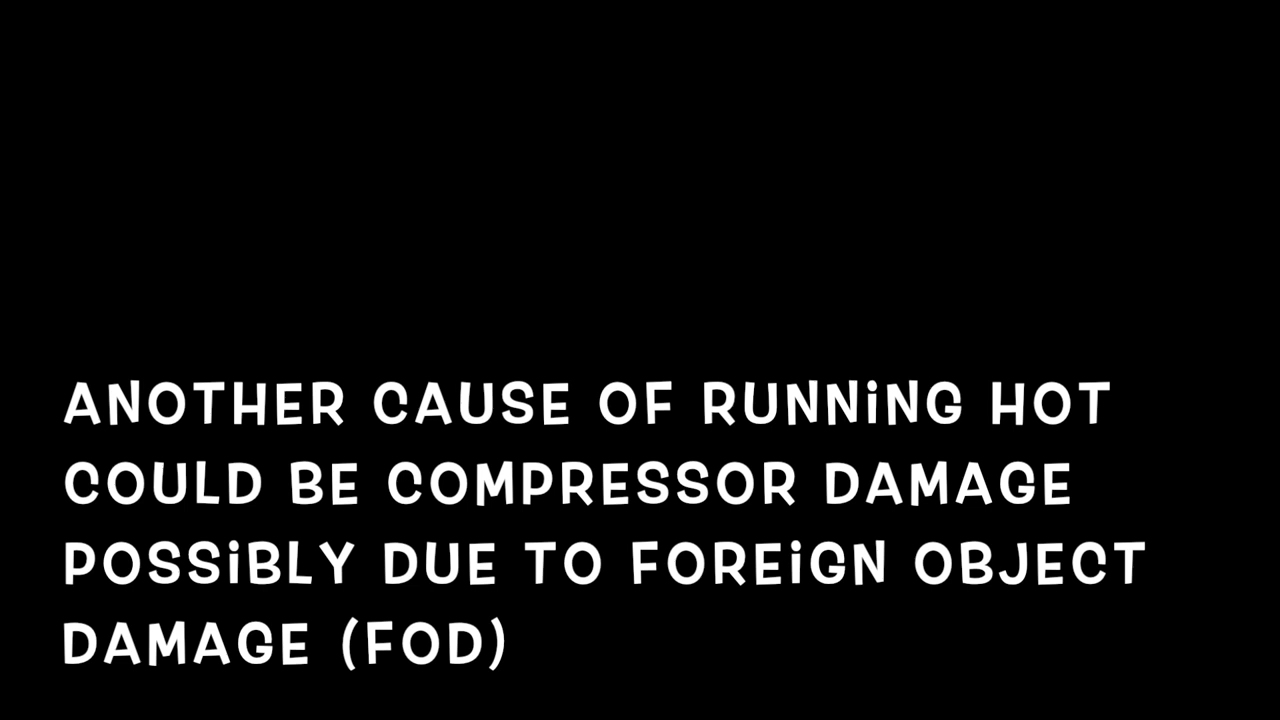 ANOTHER CAUSE OF RUNNiNG HOT
COULD BE COMPRESSOR DAMAGE
POSSiBLY DUE TO FOREiGN OBJECT
DAMAGE (FOD)